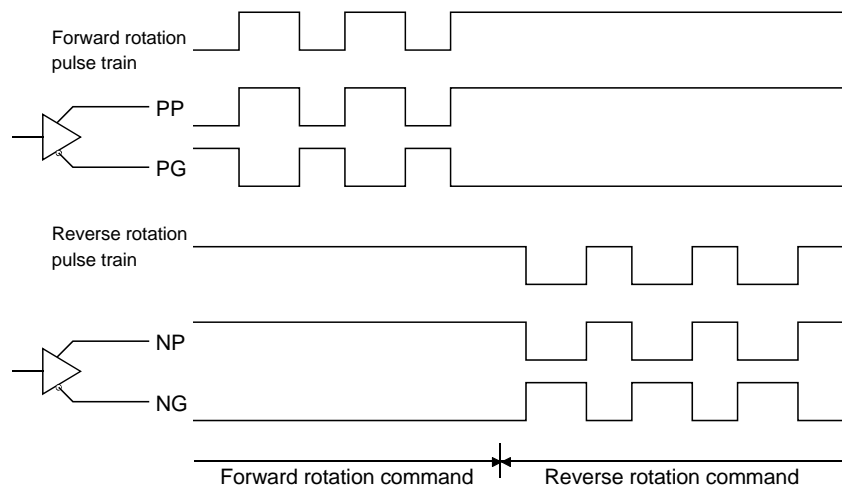 Forward rotation
pulse train
PP
PG
Reverse rotation
pulse train
NP
NG
Forward rotation command
Reverse rotation command